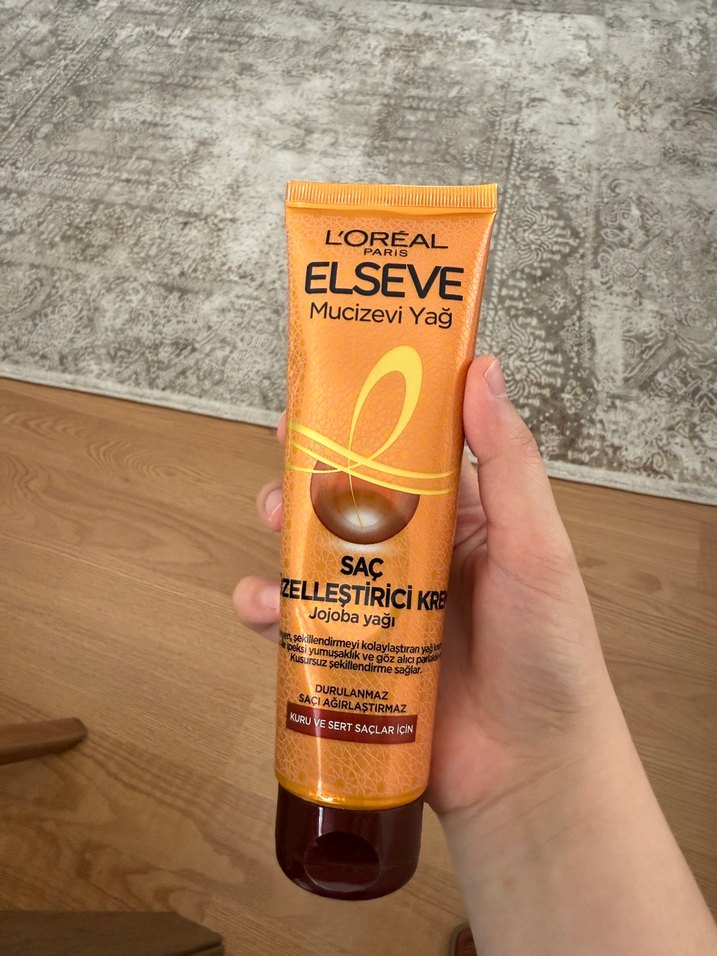 L'ORÉAL
PARIS
ELSEVE
Mucizevi Yağ
SAÇ
ZELLEŞTİRİCİ KRE
Jojoba yağı
şekillendirmeyi kolaylaştıran yağ
ipeksi yumuşaklık ve göz alıcı
Kusursuz şekillendirme sağlar.
DURULANMAZ
SAÇI AĞIRLAŞTIRMAZ
KURU VE SERT SAÇLAR İÇİN